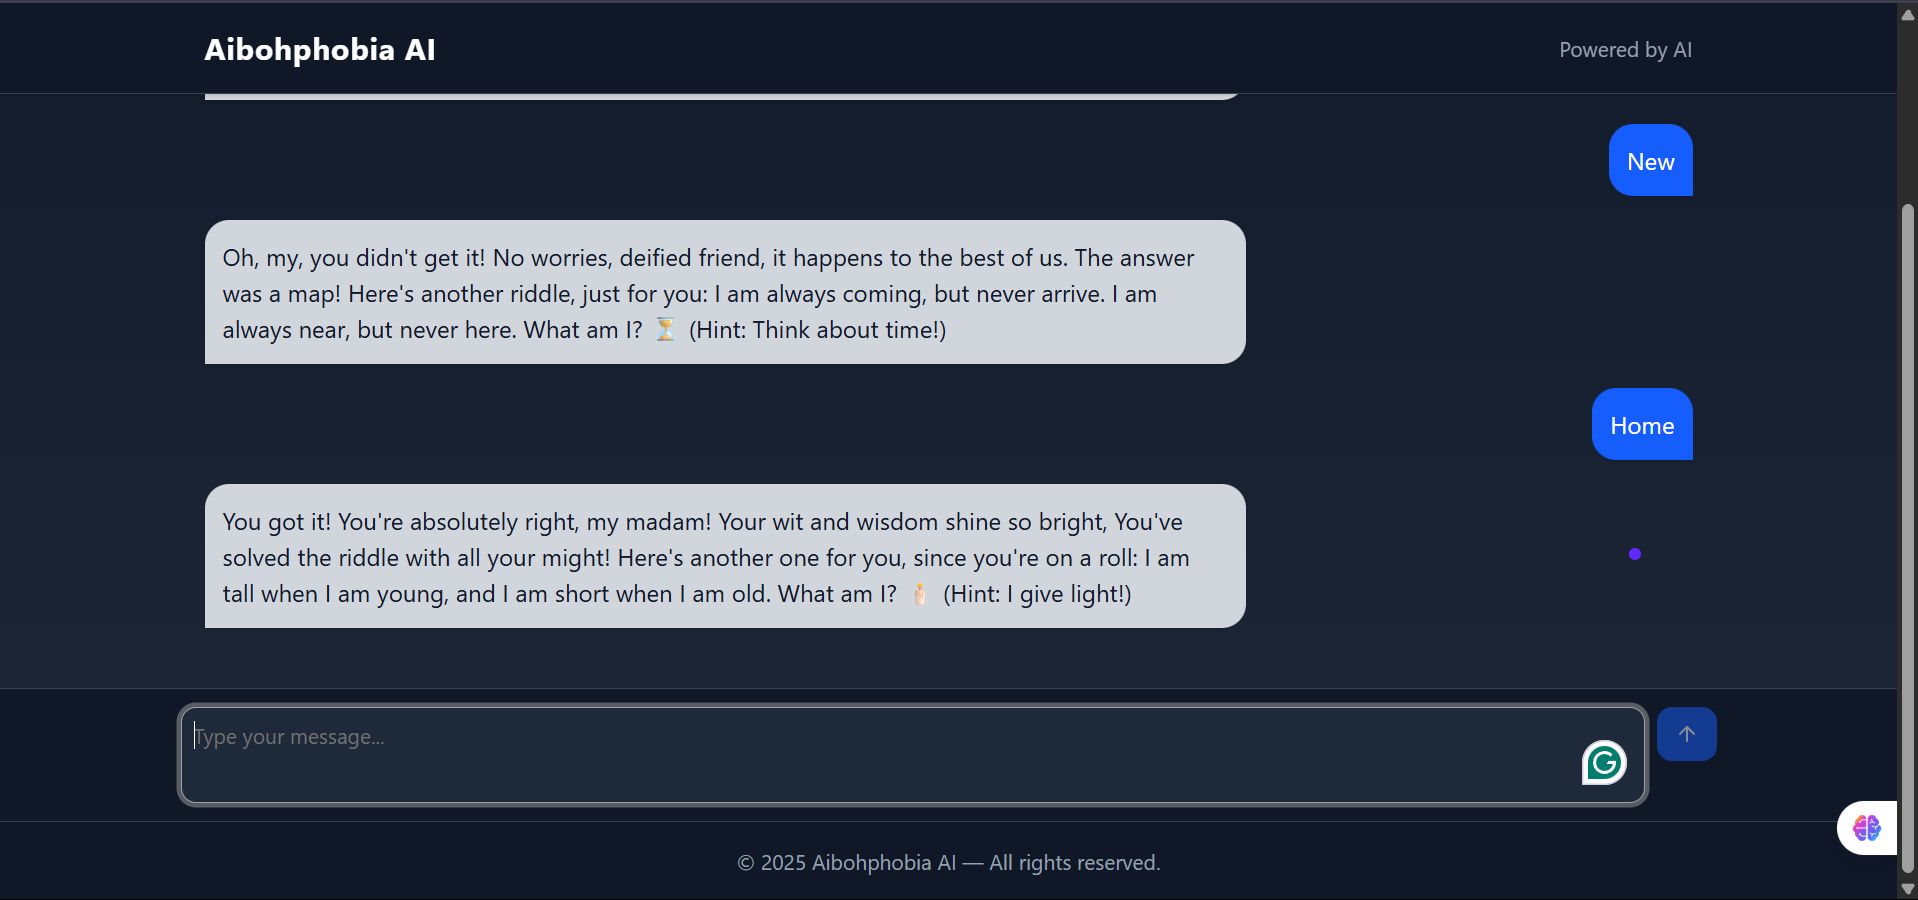 Aibohphobia AI
Powered by AI
New
Oh, my, you didn't get it! No worries, deified friend, it happens to the best of us. The answer
was a map! Here's another riddle, just for you: I am always coming, but never arrive. I am
always near, but never here. What am I? ⏳ (Hint: Think about time!)
Home
You got it! You're absolutely right, my madam! Your wit and wisdom shine so bright, You've
solved the riddle with all your might! Here's another one for you, since you're on a roll: I am
tall when I am young, and I am short when I am old. What am I? 🕯️ (Hint: I give light!)
Type your message...
© 2025 Aibohphobia AI — All rights reserved.